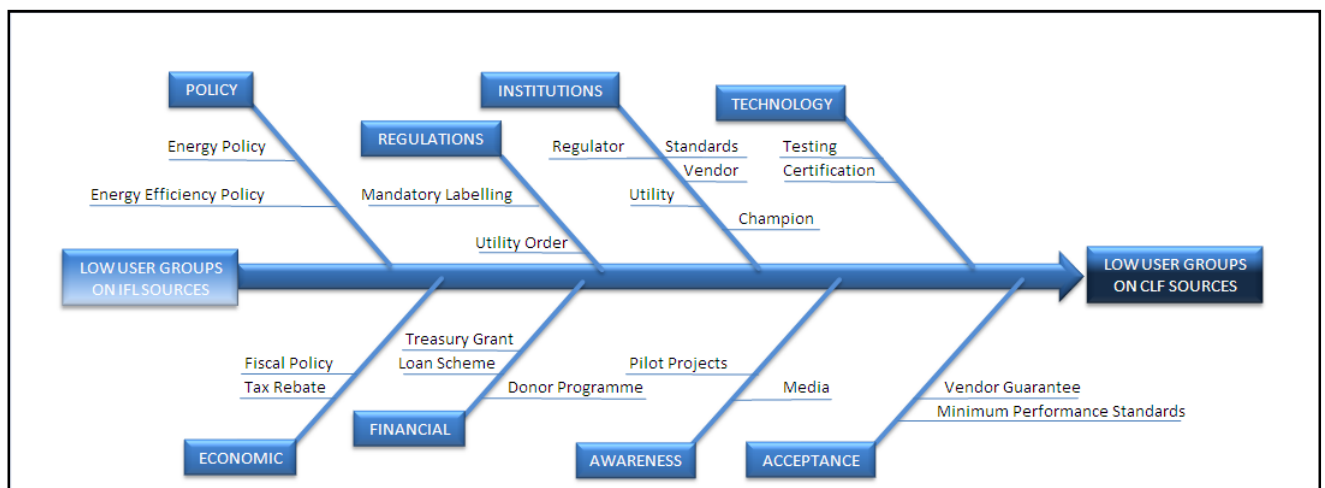 POLICY
INSTITUTIONS
TECHNOLOGY
REGULATIONS
Energy Policy
Regulator
Standards
Testing
Vendor
Certification
Energy Efficiency Policy
Mandatory Labelling
Utility
Champion
Utility Order
LOW USER GROUPS
ON IFL SOURCES
LOW USER GROUPS
ON CLF SOURCES
Treasury Grant
Fiscal Policy
Loan Scheme
Pilot Projects
Tax Rebate
Donor Programme
Media
Vendor Guarantee
Minimum Performance Standards
FINANCIAL
ECONOMIC
AWARENESS
ACCEPTANCE